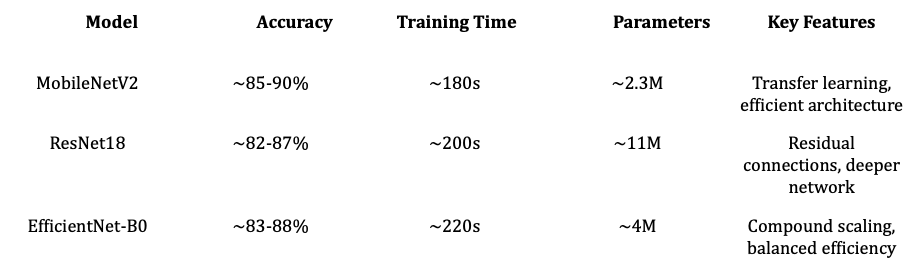 Model Accuracy Training Time Parameters Key Features
MobileNetV2 ~85-90% ~180s ~2.3M Transfer learning,
efficient architecture
ResNet18 ~82-87% ~200s ~11M Residual
connections, deeper
network
EfficientNet-B0 ~83-88% ~220s ~4M Compound scaling,
balanced efficiency